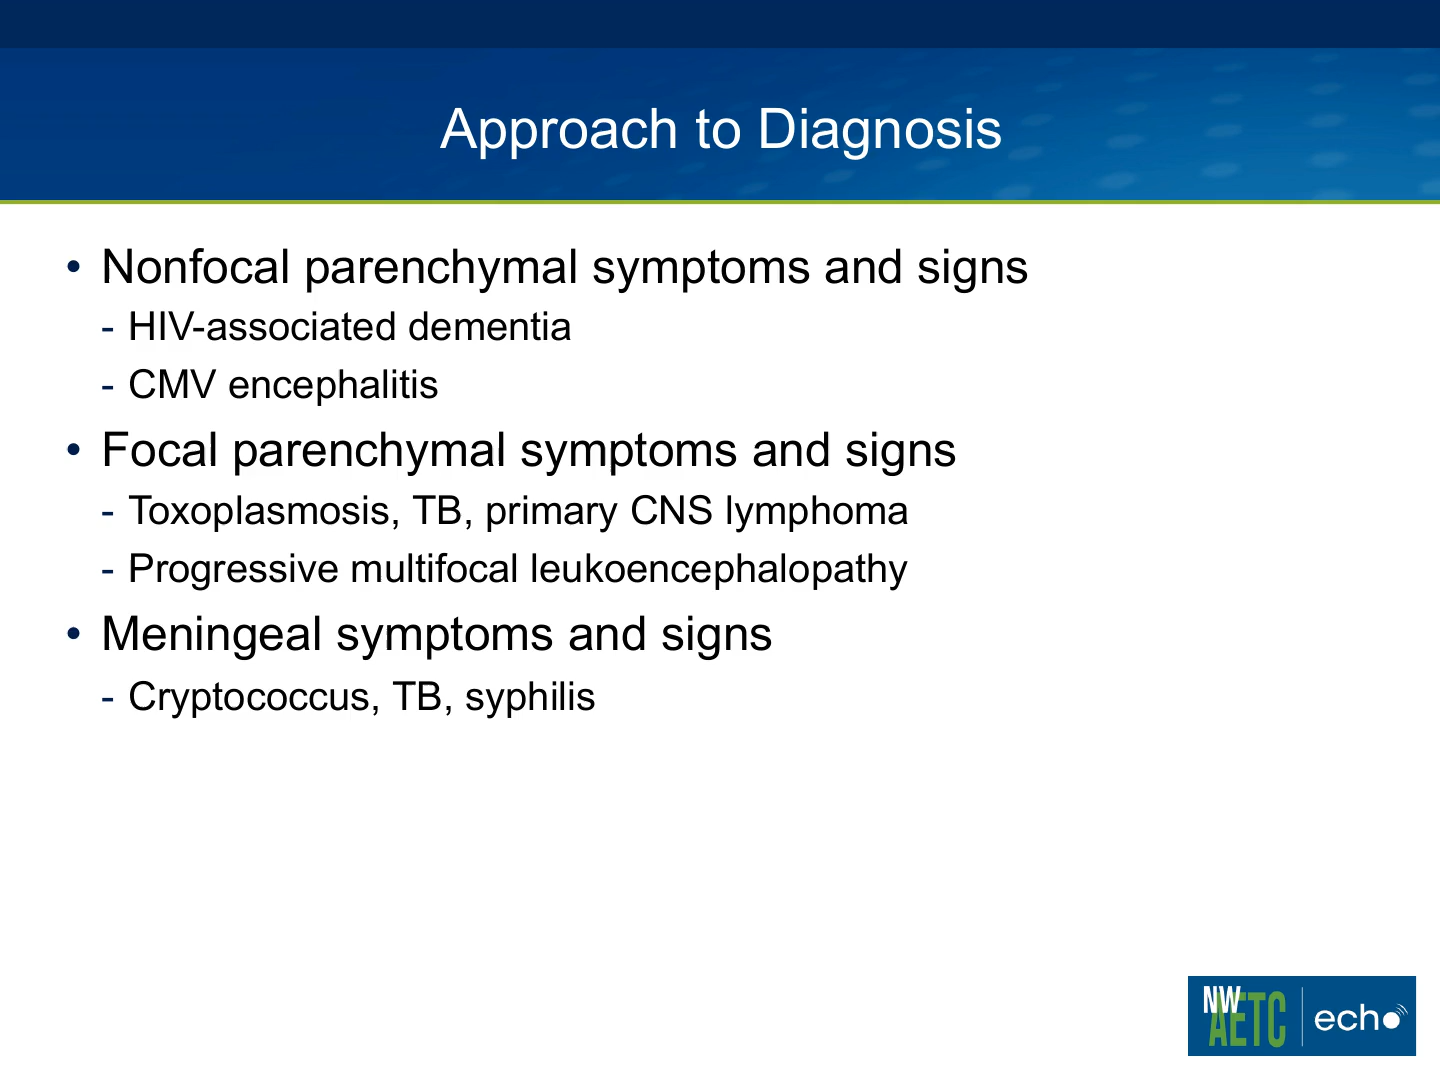 Approach to Diagnosis
• Nonfocal parenchymal symptoms and signs
- HIV-associated dementia
- CMV encephalitis
• Focal parenchymal symptoms and signs
- Toxoplasmosis, TB, primary CNS lymphoma
- Progressive multifocal leukoencephalopathy
• Meningeal symptoms and signs
- Cryptococcus, TB, syphilis
NW
AETC
echo